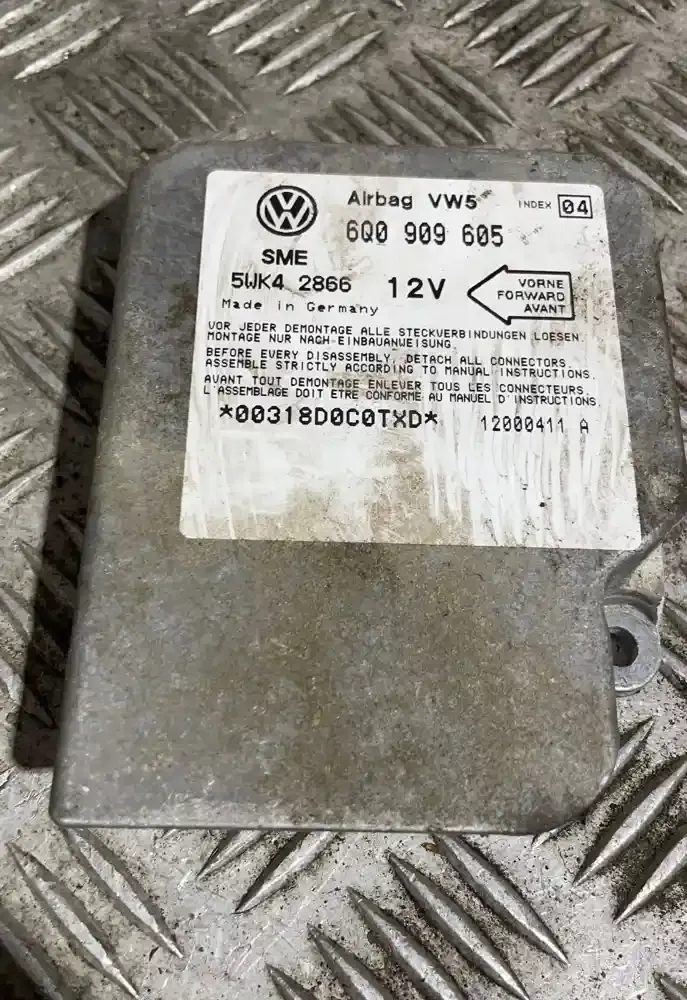 Airbag VW5 INDEX 04
6Q0 909 605
SME
5WK4 2866 12V
VORNE
FORWARD
AVANT
Made in Germany
VOR JEDER DEMONTAGE ALLE STECKVERBINDUNGEN LOESEN.
MONTAGE NUR NACH EINBAUANWEISUNG.
BEFORE EVERY DISASSEMBLY, DETACH ALL CONNECTORS.
ASSEMBLE STRICTLY ACCORDING TO MANUAL INSTRUCTIONS.
AVANT TOUT DEMONTAGE ENLEVER TOUS LES CONNECTEURS.
L'ASSEMBLAGE DOIT ETRE CONFORME AU MANUEL D'INSTRUCTIONS.
*00318D0C0TXD* 12000411 A